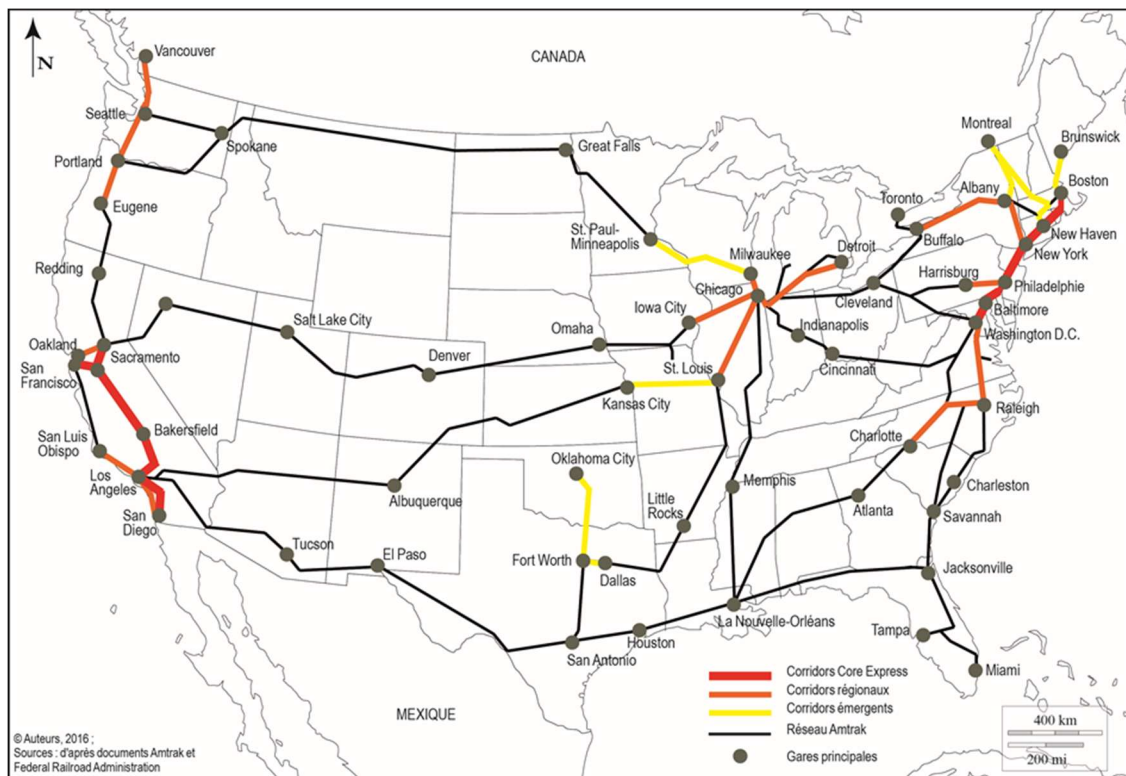 Vancouver
CANADA
N
Seattle
Spokane
Portland
Great Falls
Montreal
Brunswick
Boston
Toronto
Albany
Eugene
St. Paul-
Minneapolis
Milwaukee
Detroit
Buffalo
New Haven
New York
Redding
Chicago
Harrisburg
Philadelphie
Cleveland
Baltimore
Iowa City
Salt Lake City
Omaha
Indianapolis
Washington D.C.
Oakland
Sacramento
Denver
St. Louis
Cincinnati
San
Francisco
Kansas City
Raleigh
Bakersfield
San Luis
Obispo
Charlotte
Los
Angeles
Oklahoma City
Albuquerque
Memphis
Charleston
Little
Rocks
Atlanta
San
Diego
Savannah
Tucson
El Paso
Fort Worth
Dallas
Jacksonville
La Nouvelle-Orléans
Houston
San Antonio
Tampa
Miami
MEXIQUE
Corridors Core Express
Corridors régionaux
Corridors émergents
Réseau Amtrak
Gares principales
400 km
200 mi
© Auteurs, 2016 ;
Sources : d'après documents Amtrak et
Federal Railroad Administration